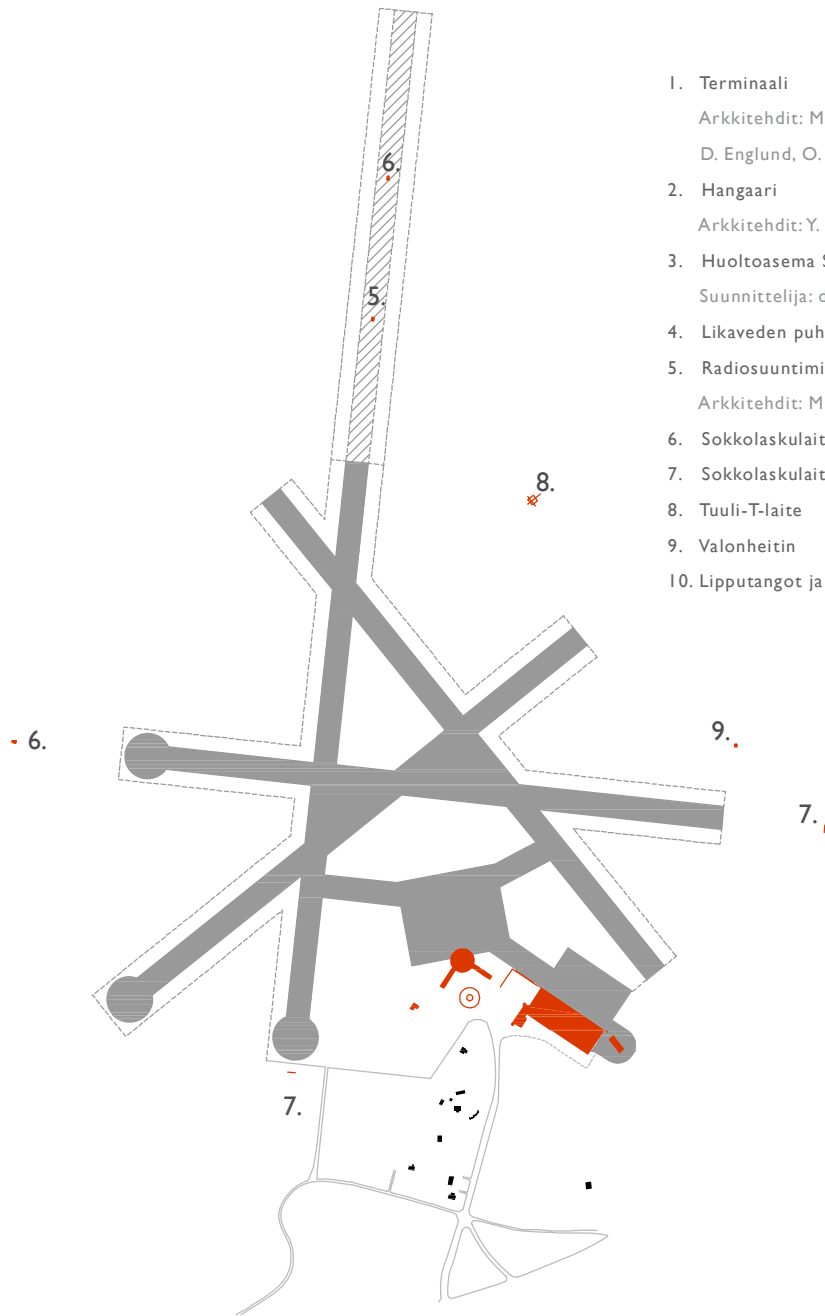 1. Terminaali
Arkkitehdit: M
D. Englund, O.
2. Hangaari
Arkkitehdit: Y.
3. Huoltoasema S
Suunnittelija: o
4. Likaveden puh
5. Radiosuuntimi
Arkkitehdit: M
6. Sokkolaskulait
7. Sokkolaskulait
8. Tuuli-T-laite
9. Valonheitin
10. Lipputangot ja
6.
5.
8.
6.
9.
7.
7.